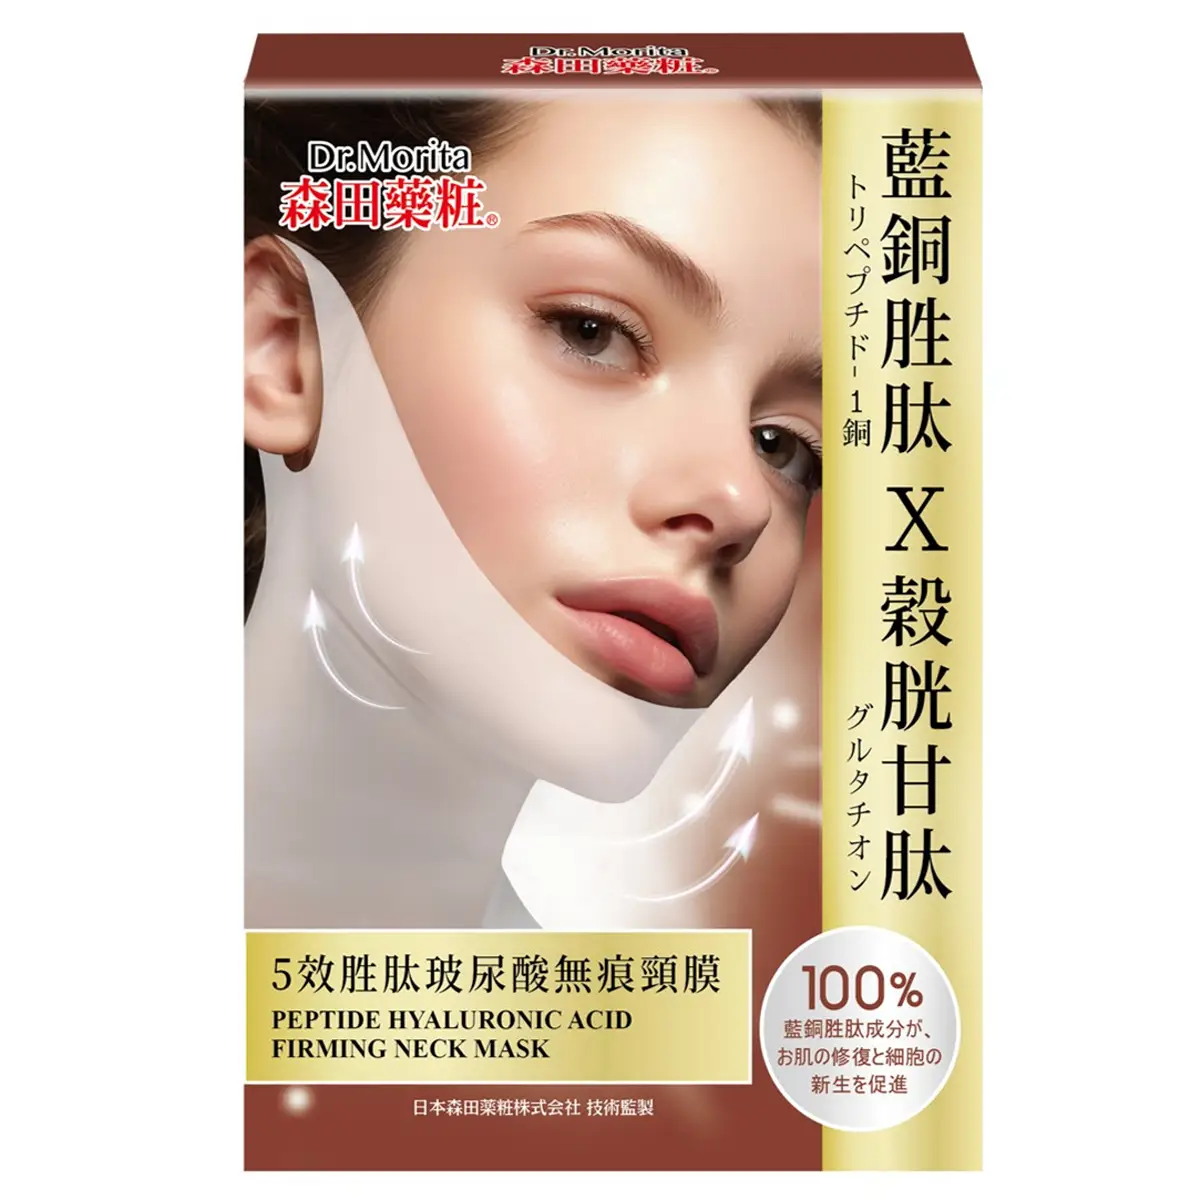 Dr.Morita
森田藥粧®
Dr.Morita
森田藥粧®
藍銅胜肽 X 穀胱甘肽
トリペプチド-1銅
グルタチオン
5效胜肽玻尿酸無痕頸膜
PEPTIDE HYALURONIC ACID
FIRMING NECK MASK
100%
藍銅胜肽成分が、
お肌の修復と細胞の
新生を促進
日本森田薬粧株式会社 技術監製